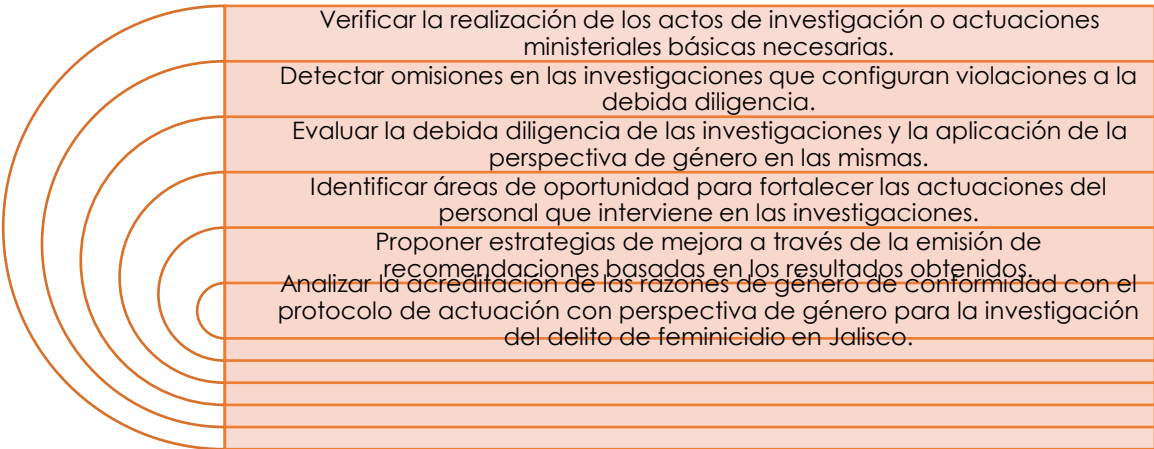 Verificar la realización de los actos de investigación o actuaciones
ministeriales básicas necesarias.
Detectar omisiones en las investigaciones que configuran violaciones a la
debida diligencia.
Evaluar la debida diligencia de las investigaciones y la aplicación de la
perspectiva de género en las mismas.
Identificar áreas de oportunidad para fortalecer las actuaciones del
personal que interviene en las investigaciones.
Proponer estrategias de mejora a través de la emisión de
recomendaciones basadas en los resultados obtenidos.
Analizar la acreditación de las razones de género de conformidad con el
protocolo de actuación con perspectiva de género para la investigación
del delito de feminicidio en Jalisco.